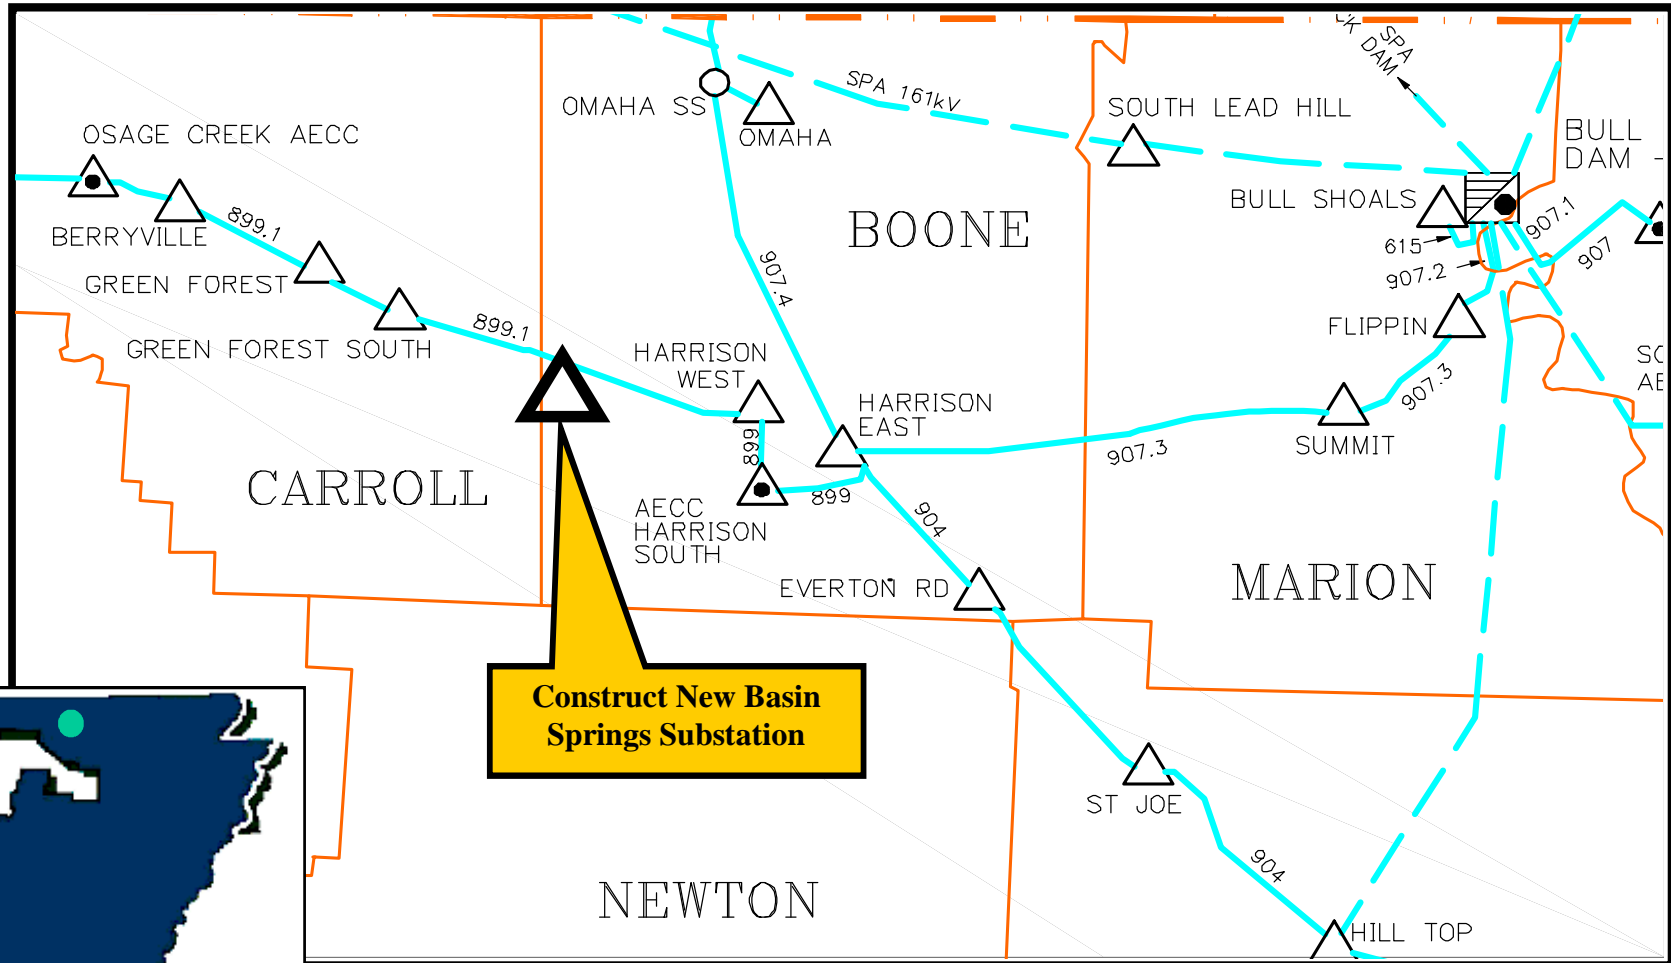 SPA
CK DAM
SPA 161kV
OMAHA SS
OMAHA
SOUTH LEAD HILL
OSAGE CREEK AECC
BULL
DAM
BERRYVILLE
899.1
BOONE
BULL SHOALS
615
907.2
907.1
907
GREEN FOREST
907.4
FLIPPIN
GREEN FOREST SOUTH
899.1
HARRISON
WEST
HARRISON
EAST
907.3
SUMMIT
907.3
899
899
CARROLL
AECC
HARRISON
SOUTH
904
EVERTON RD
MARION
Construct New Basin
Springs Substation
ST JOE
904
NEWTON
HILL TOP